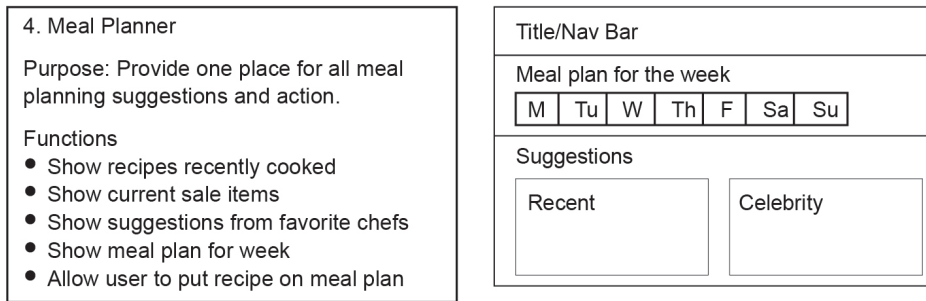 4. Meal Planner
Purpose: Provide one place for all meal
planning suggestions and action.
Functions
• Show recipes recently cooked
• Show current sale items
• Show suggestions from favorite chefs
• Show meal plan for week
• Allow user to put recipe on meal plan
Title/Nav Bar
Meal plan for the week
M Tu W Th F Sa Su
Suggestions
Recent
Celebrity